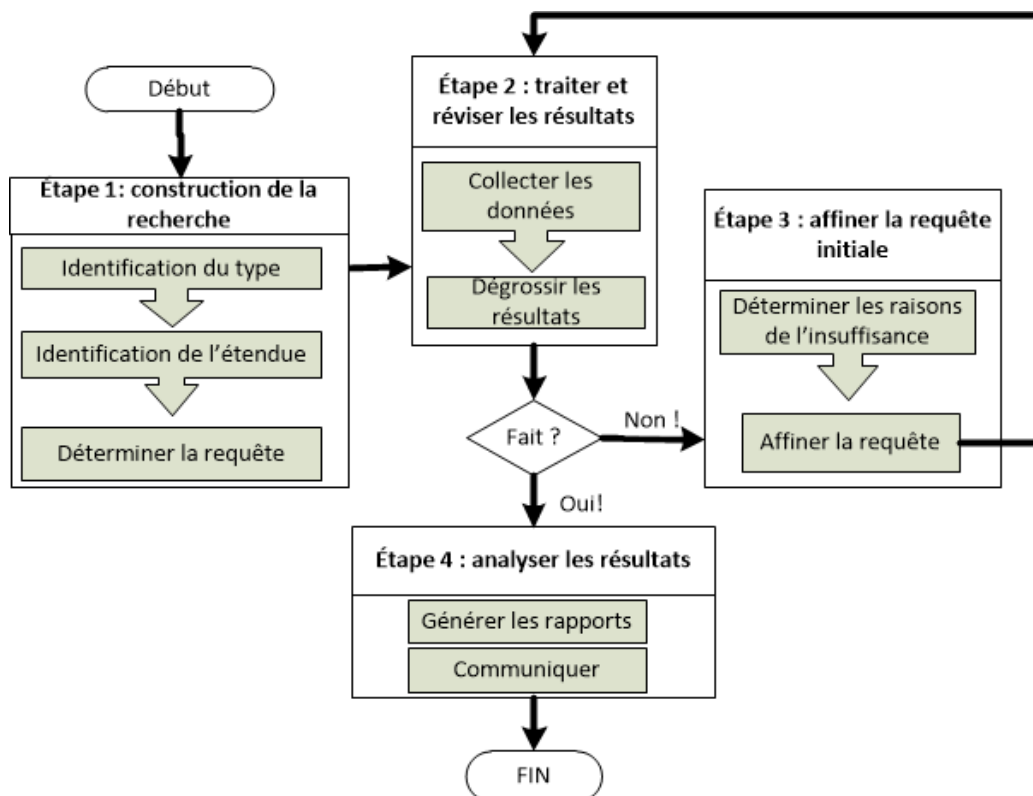 Début
Étape 1: construction de la
recherche
Identification du type
Identification de l'étendue
Déterminer la requête
Étape 2 : traiter et
réviser les résultats
Collecter les
données
Dégrossir les
résultats
Fait ?
Non !
Oui!
Étape 3 : affiner la requête
initiale
Déterminer les raisons
de l'insuffisance
Affiner la requête
Étape 4 : analyser les résultats
Générer les rapports
Communiquer
FIN